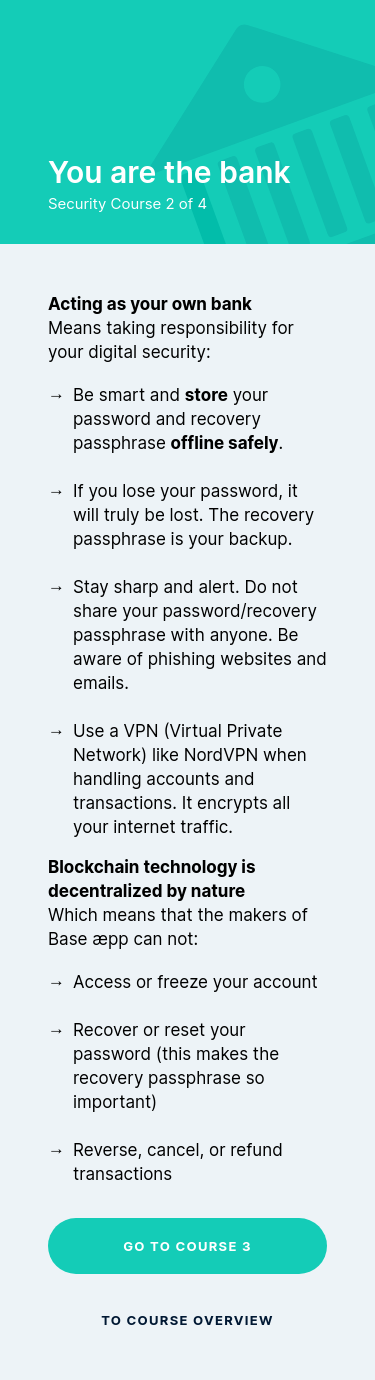 You are the bank
Security Course 2 of 4
Acting as your own bank
Means taking responsibility for
your digital security:
→ Be smart and store your
password and recovery
passphrase offline safely.
→ If you lose your password, it
will truly be lost. The recovery
passphrase is your backup.
→ Stay sharp and alert. Do not
share your password/recovery
passphrase with anyone. Be
aware of phishing websites and
emails.
→ Use a VPN (Virtual Private
Network) like NordVPN when
handling accounts and
transactions. It encrypts all
your internet traffic.
Blockchain technology is
decentralized by nature
Which means that the makers of
Base æpp can not:
→ Access or freeze your account
→ Recover or reset your
password (this makes the
recovery passphrase so
important)
→ Reverse, cancel, or refund
transactions
GO TO COURSE 3
TO COURSE OVERVIEW